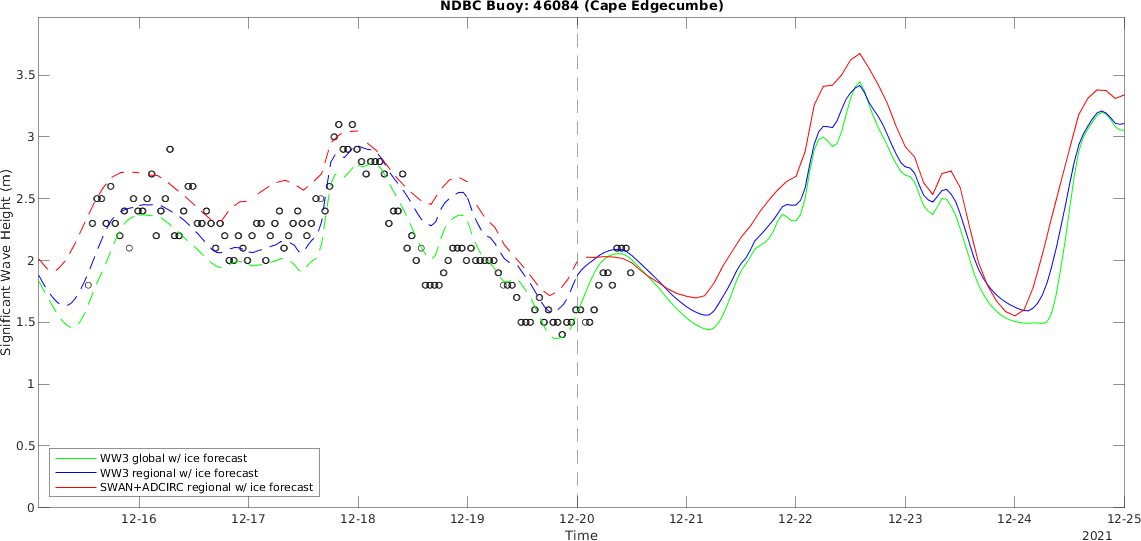 NDBC Buoy: 46084 (Cape Edgecumbe)
3.5
3
2.5
2
1.5
1
0.5
0
Significant Wave Height (m)
WW3 global w/ ice forecast
WW3 regional w/ ice forecast
SWAN+ADCIRC regional w/ ice forecast
12-16 12-17 12-18 12-19 12-20 12-21 12-22 12-23 12-24 12-25
Time
2021